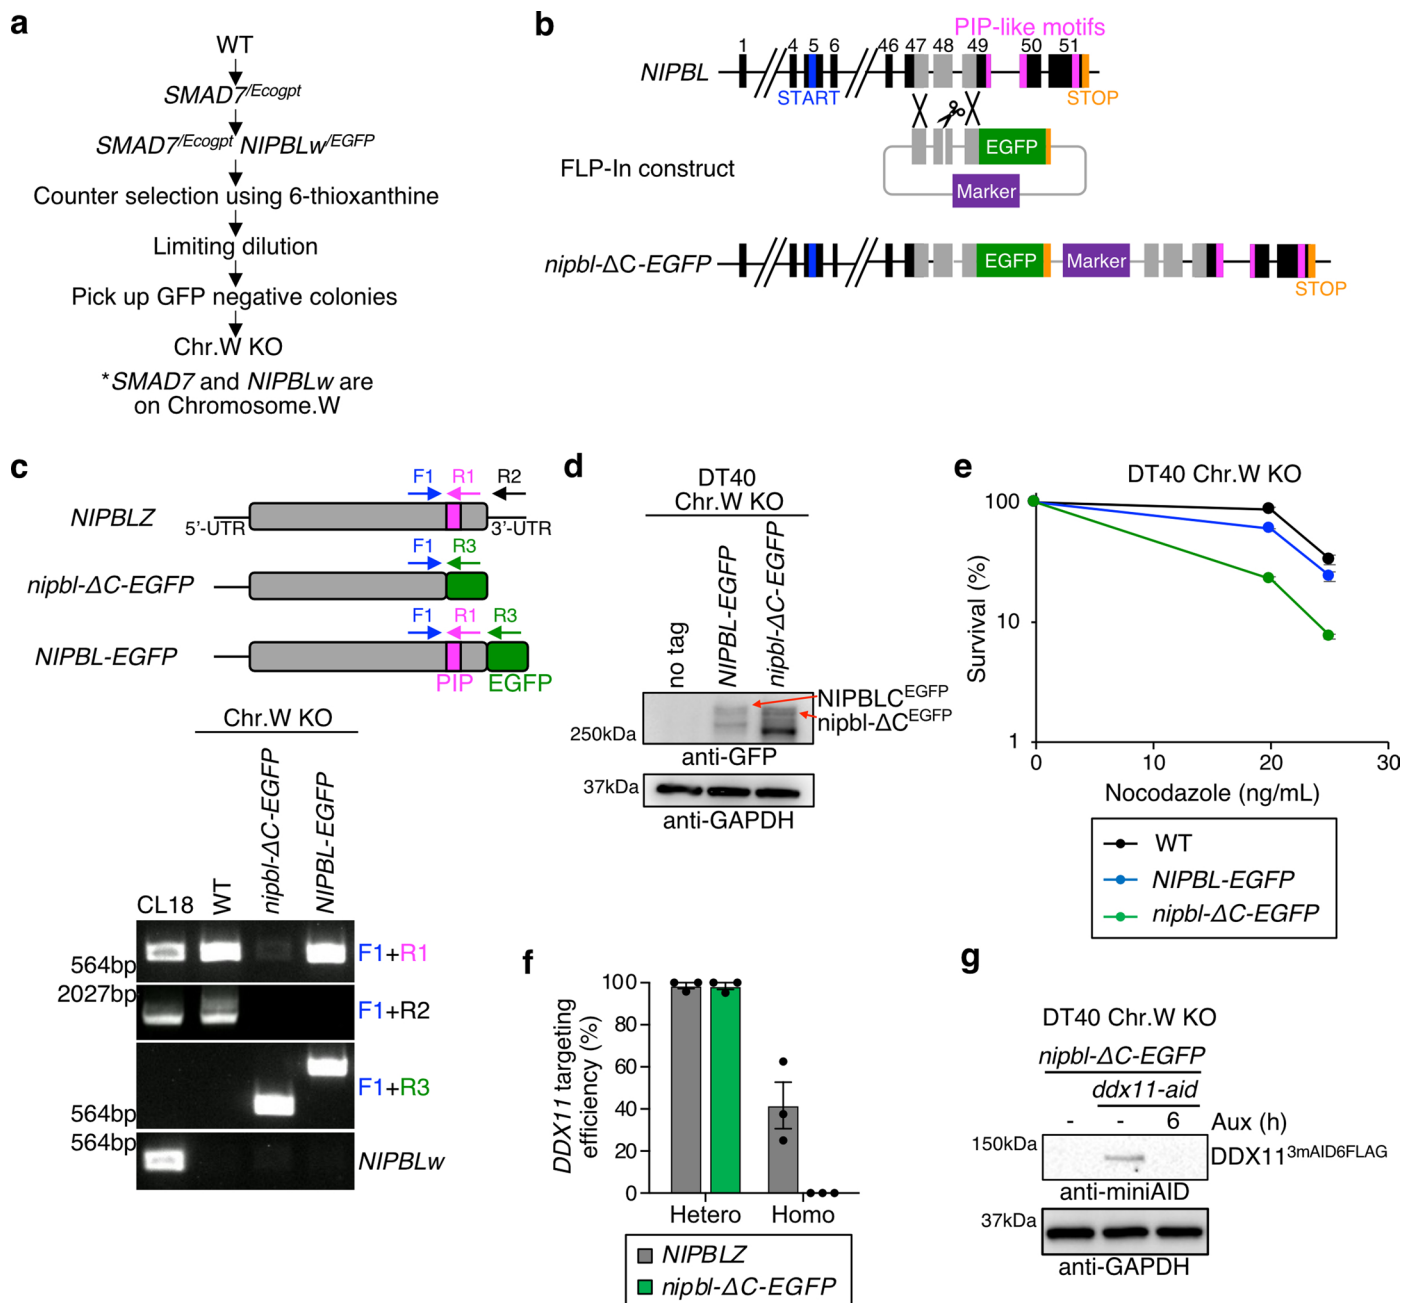 a
WT
SMAD7/Ecogpt
SMAD7/Ecogpt NIPBLw/EGFP
Counter selection using 6-thioxanthine
Limiting dilution
Pick up GFP negative colonies
Chr.W KO
*SMAD7 and NIPBLw are
on Chromosome.W
b
PIP-like motifs
1 4 5 6 46 47 48 49 50 51
NIPBL
START
STOP
FLP-In construct
EGFP
Marker
nipbl-ΔC-EGFP
EGFP
Marker
STOP
c
F1 R1 R2
NIPBLZ
5'-UTR
3'-UTR
F1 R3
nipbl-ΔC-EGFP
F1 R1 R3
NIPBL-EGFP
PIP
EGFP
Chr.W KO
CL18
WT
nipbl-ΔC-EGFP
NIPBL-EGFP
564bp
F1+R1
2027bp
F1+R2
564bp
F1+R3
564bp
NIPBLw
d
DT40
Chr.W KO
no tag
NIPBL-EGFP
nipbl-ΔC-EGFP
NIPBLC^EGFP
nipbl-ΔC^EGFP
250kDa
anti-GFP
37kDa
anti-GAPDH
e
DT40 Chr.W KO
Survival (%)
100
10
1
0 10 20 30
Nocodazole (ng/mL)
WT
NIPBL-EGFP
nipbl-ΔC-EGFP
f
DDX11 targeting
efficiency (%)
100
80
60
40
20
0
Hetero Homo
NIPBLZ
nipbl-ΔC-EGFP
g
DT40 Chr.W KO
nipbl-ΔC-EGFP
ddx11-aid
- - 6 Aux (h)
150kDa
DDX11^3mAID6FLAG
anti-miniAID
37kDa
anti-GAPDH